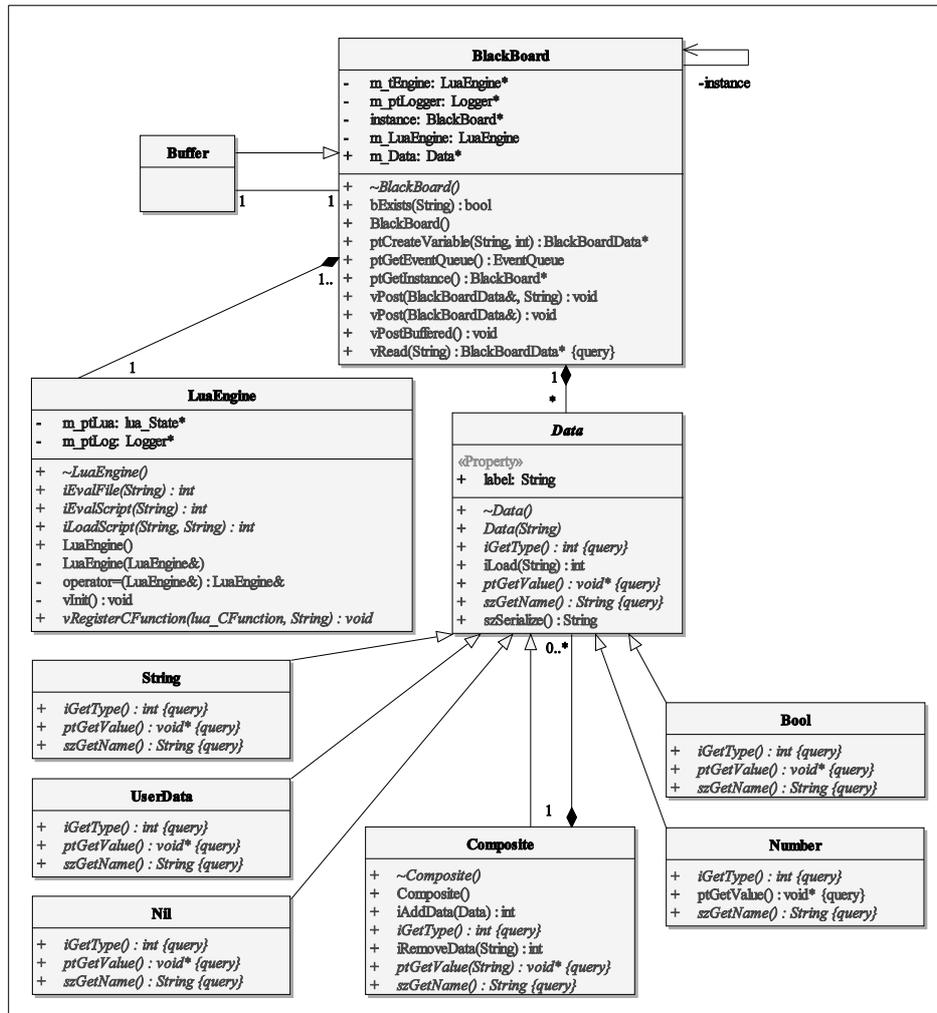 BlackBoard
- m_tEngine: LuaEngine*
- m_ptLogger: Logger*
- instance: BlackBoard*
- m_LuaEngine: LuaEngine
+ m_Data: Data*
+ ~BlackBoard()
+ bExists(String) : bool
+ BlackBoard()
+ ptCreateVariable(String, int) : BlackBoardData*
+ ptGetEventQueue() : EventQueue
+ ptGetInstance() : BlackBoard*
+ vPost(BlackBoardData&, String) : void
+ vPost(BlackBoardData&) : void
+ vPostBuffered() : void
+ vRead(String) : BlackBoardData* {query}
-instance
Buffer
1
1
1..
1
1
*
LuaEngine
- m_ptLua: lua_State*
- m_ptLog: Logger*
+ ~LuaEngine()
+ iEvalFile(String) : int
+ iEvalScript(String) : int
+ iLoadScript(String, String) : int
+ LuaEngine()
- LuaEngine(LuaEngine&)
- operator=(LuaEngine&) : LuaEngine&
- vInit() : void
+ vRegisterCFunction(lua_CFunction, String) : void
Data
«Property»
+ label: String
+ ~Data()
+ Data(String)
+ iGetType() : int {query}
+ iLoad(String) : int
+ ptGetValue() : void* {query}
+ szGetName() : String {query}
+ szSerialize() : String
0..*
1
String
+ iGetType() : int {query}
+ ptGetValue() : void* {query}
+ szGetName() : String {query}
UserData
+ iGetType() : int {query}
+ ptGetValue() : void* {query}
+ szGetName() : String {query}
Nil
+ iGetType() : int {query}
+ ptGetValue() : void* {query}
+ szGetName() : String {query}
Composite
+ ~Composite()
+ Composite()
+ iAddData(Data) : int
+ iGetType() : int {query}
+ iRemoveData(String) : int
+ ptGetValue(String) : void* {query}
+ szGetName() : String {query}
Bool
+ iGetType() : int {query}
+ ptGetValue() : void* {query}
+ szGetName() : String {query}
Number
+ iGetType() : int {query}
+ ptGetValue() : void* {query}
+ szGetName() : String {query}